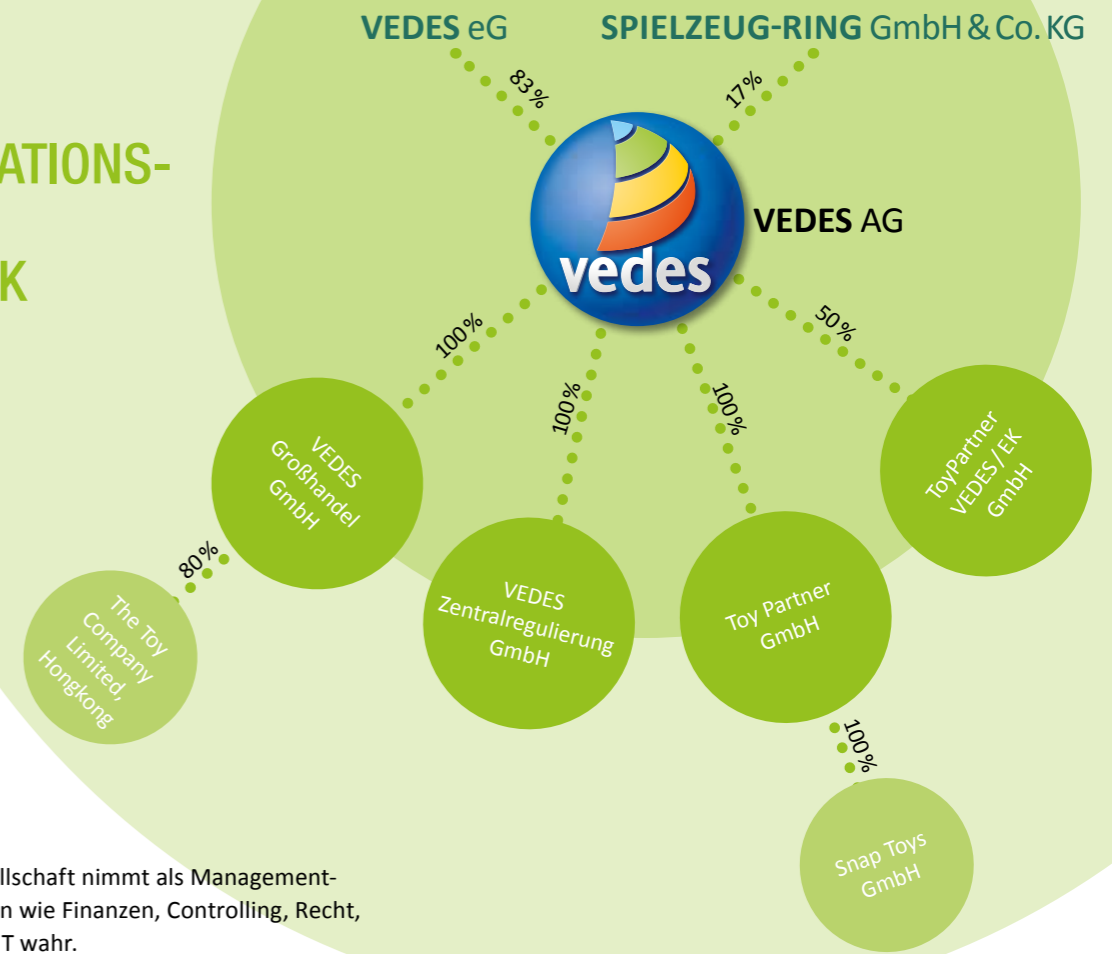 VEDES eG
SPIELZEUG-RING GmbH & Co. KG
83%
17%
ATIONS-
K
vedes
VEDES AG
100%
100%
100%
50%
VEDES
Großhandel
GmbH
VEDES
Zentralregulierung
GmbH
Toy Partner
GmbH
ToyPartner
VEDES/EK
GmbH
80%
The Toy
Company
Limited,
Hongkong
100%
Snap Toys
GmbH
llschaft nimmt als Management-
n wie Finanzen, Controlling, Recht,
T wahr.